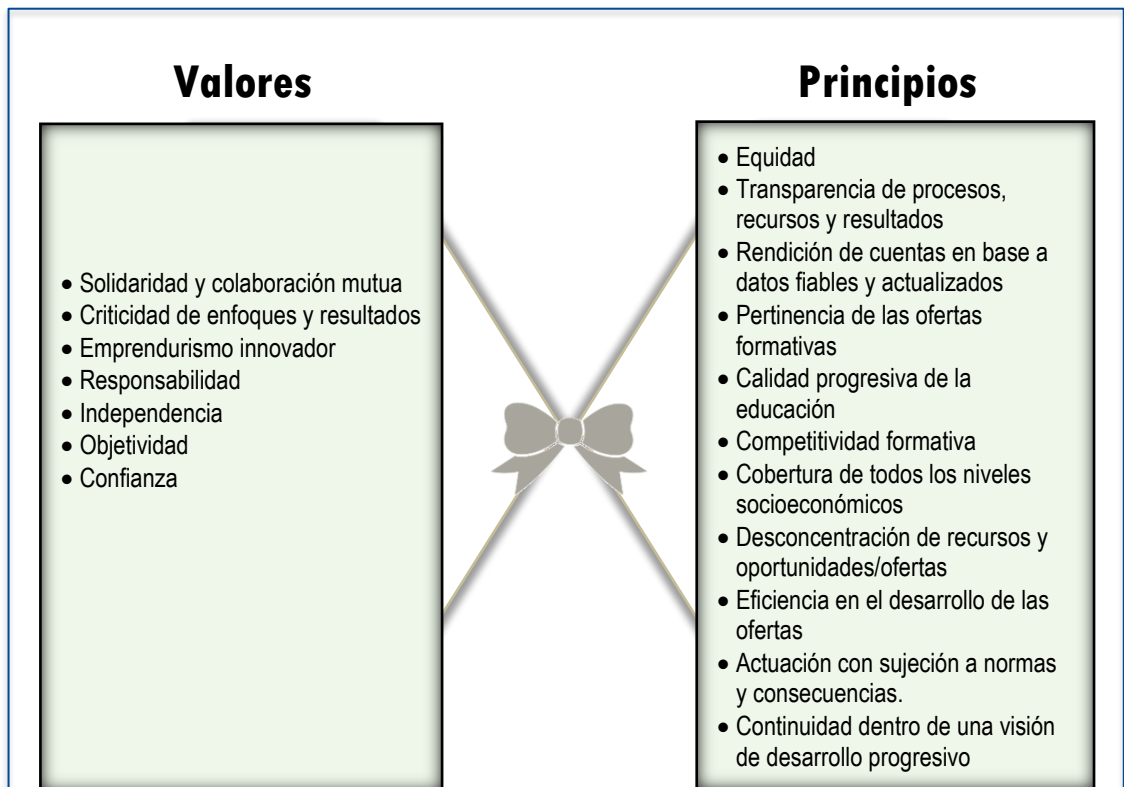 Valores
• Solidaridad y colaboración mutua
• Criticidad de enfoques y resultados
• Emprendurismo innovador
• Responsabilidad
• Independencia
• Objetividad
• Confianza
Principios
• Equidad
• Transparencia de procesos,
recursos y resultados
• Rendición de cuentas en base a
datos fiables y actualizados
• Pertinencia de las ofertas
formativas
• Calidad progresiva de la
educación
• Competitividad formativa
• Cobertura de todos los niveles
socioeconómicos
• Desconcentración de recursos y
oportunidades/ofertas
• Eficiencia en el desarrollo de las
ofertas
• Actuación con sujeción a normas
y consecuencias.
• Continuidad dentro de una visión
de desarrollo progresivo